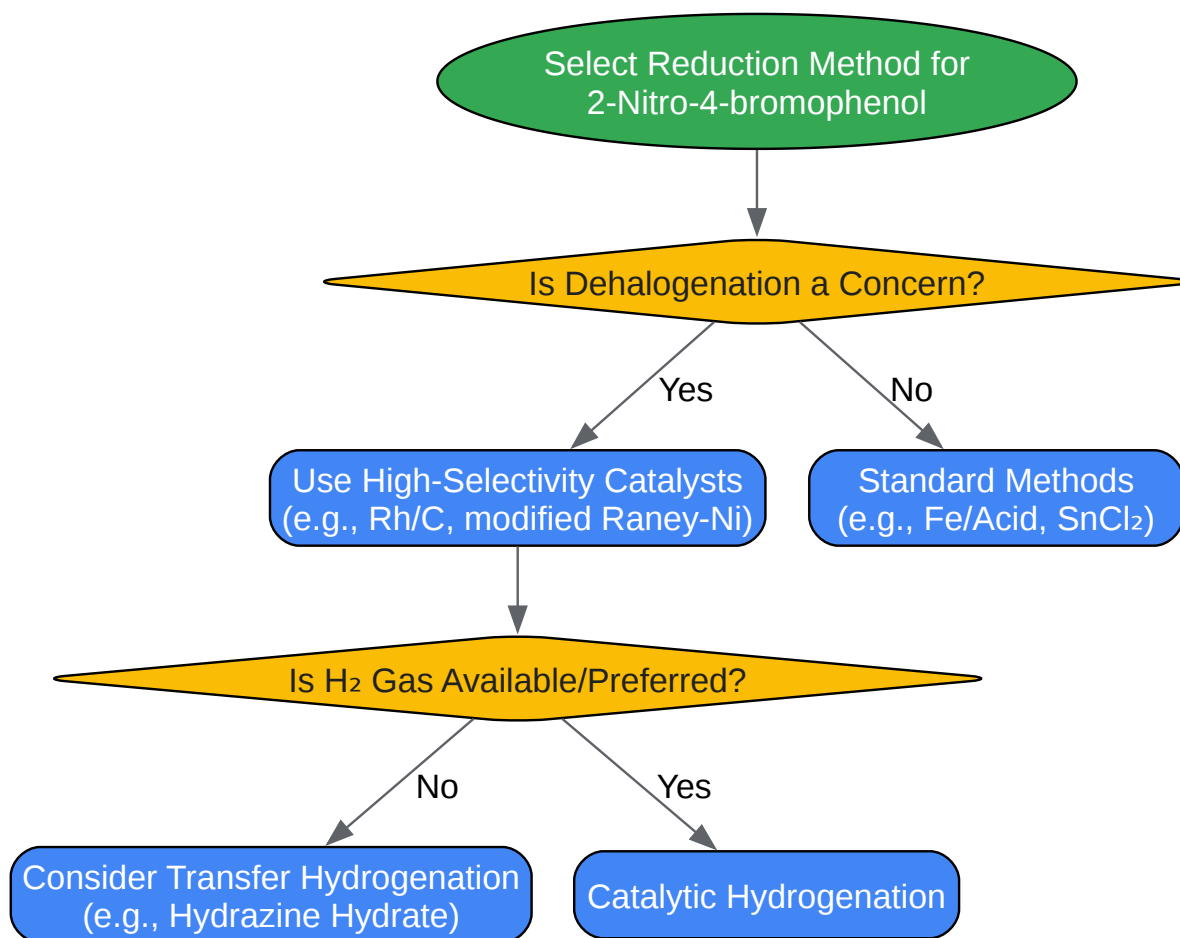 Select Reduction Method for
2-Nitro-4-bromophenol
Is Dehalogenation a Concern?
Yes
No
Use High-Selectivity Catalysts
(e.g., Rh/C, modified Raney-Ni)
Standard Methods
(e.g., Fe/Acid, SnCl₂)
Is H₂ Gas Available/Preferred?
No
Yes
Consider Transfer Hydrogenation
(e.g., Hydrazine Hydrate)
Catalytic Hydrogenation